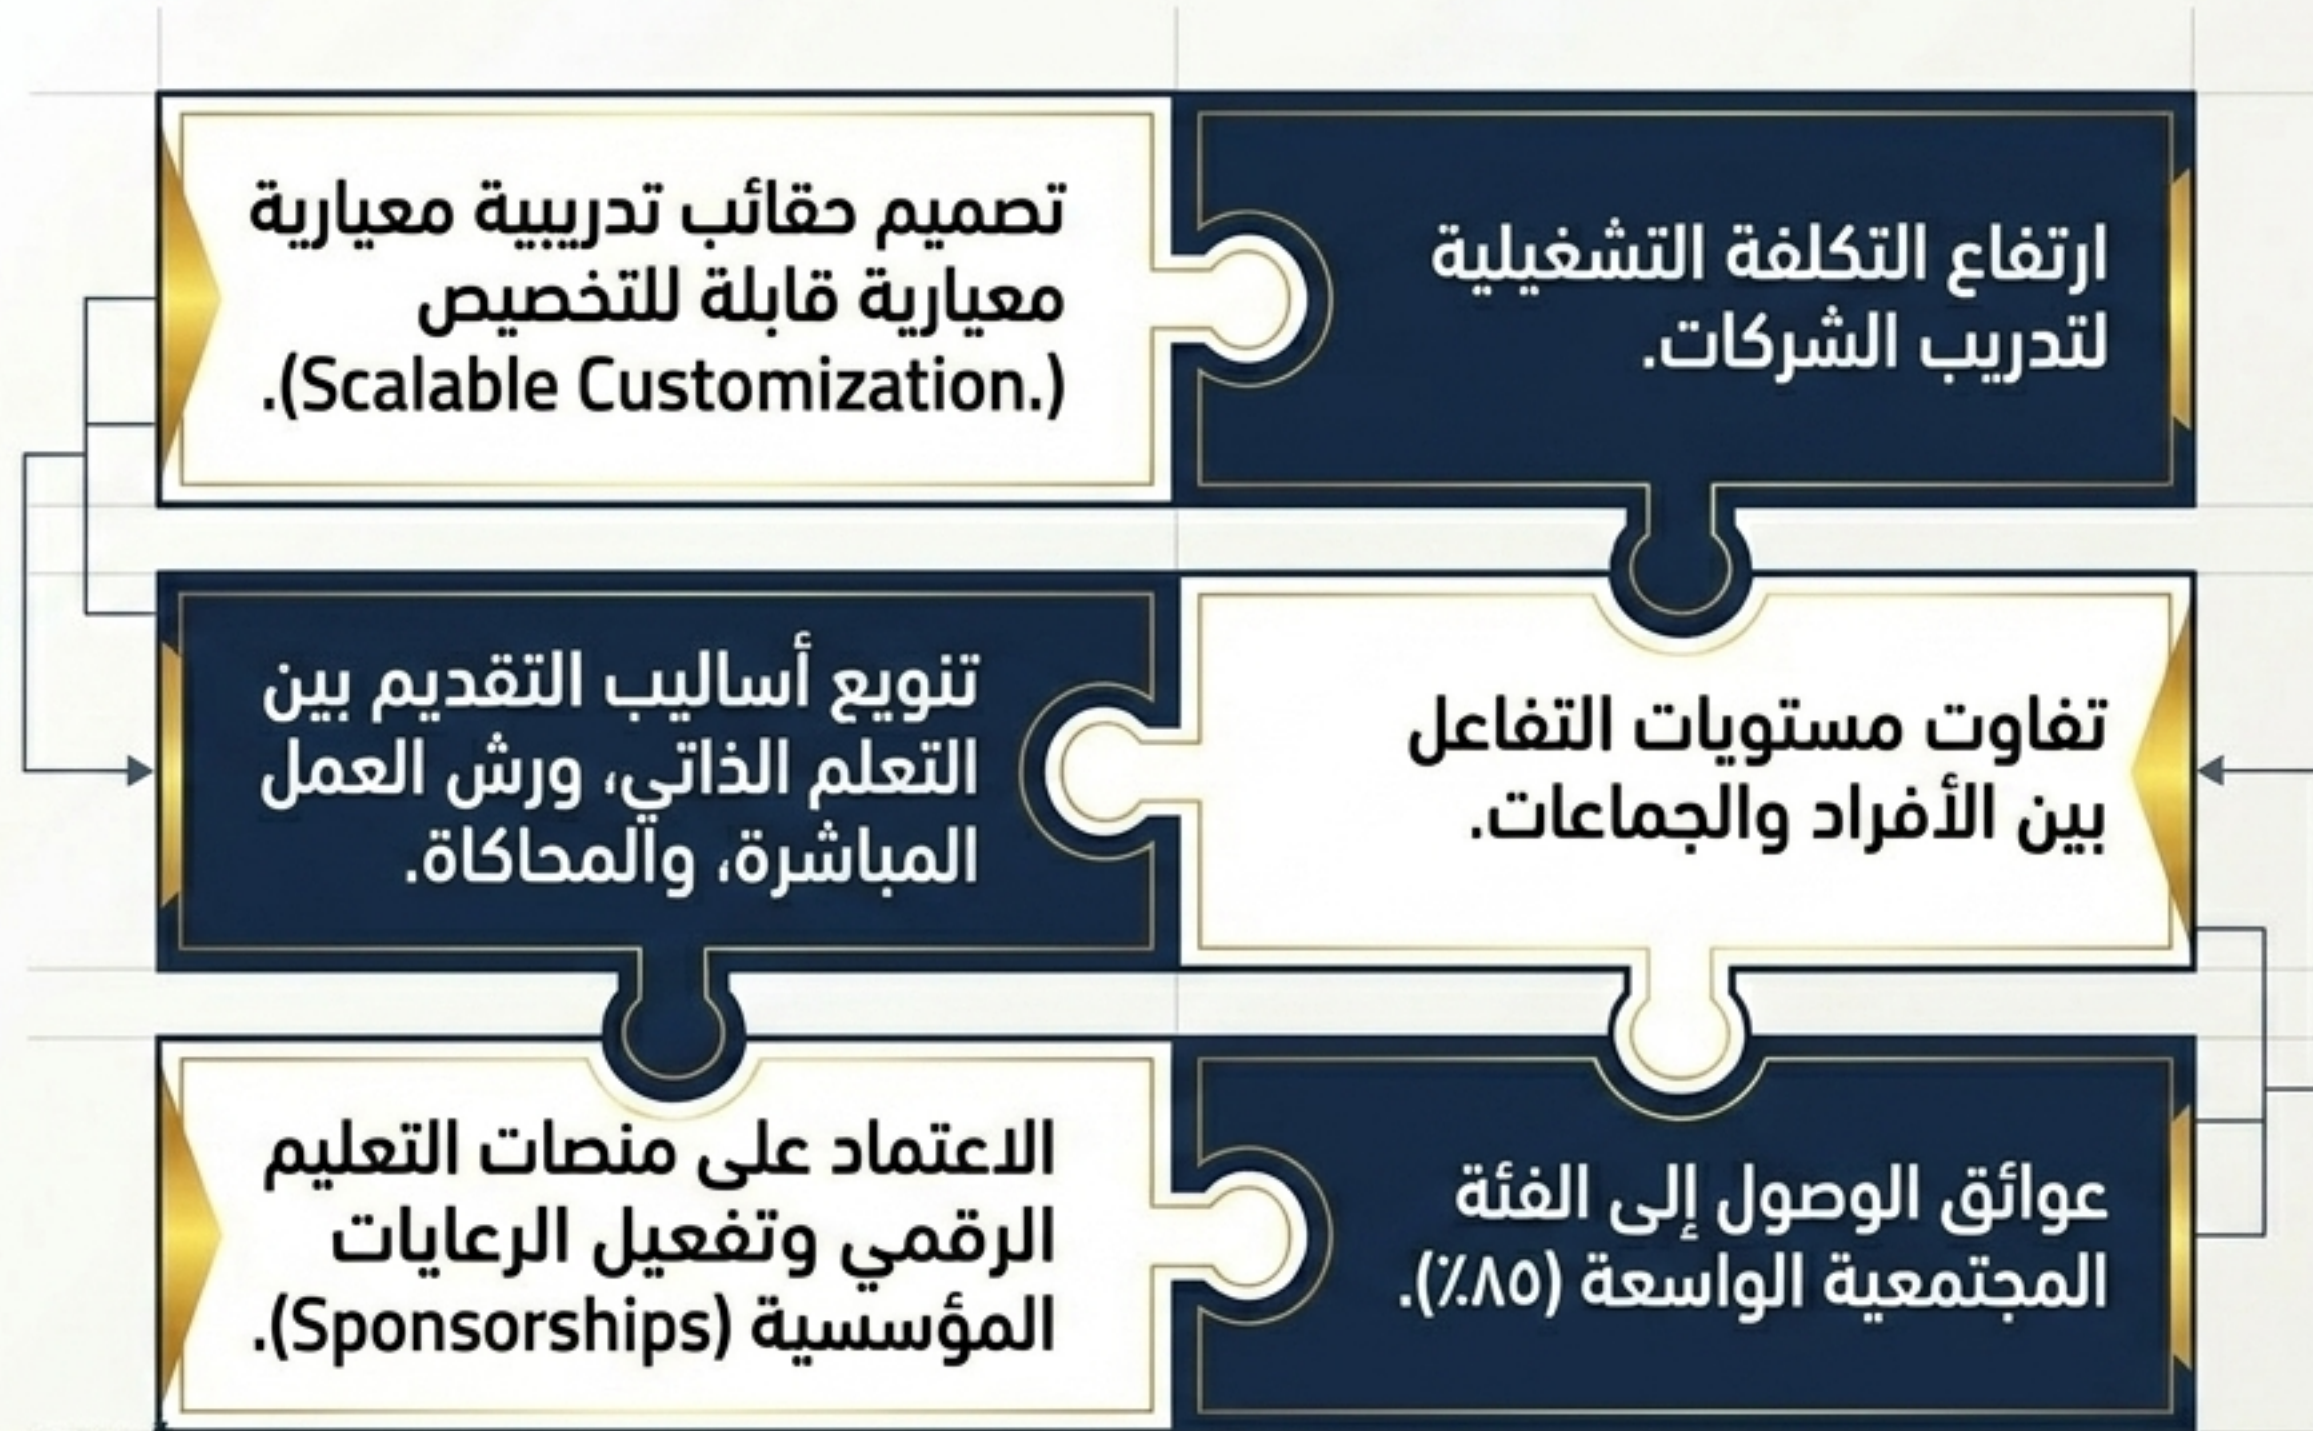 ارتفاع التكلفة التشغيلية
لتدريب الشركات.
تصميم حقائب تدريبية معيارية
معيارية قابلة للتخصيص
(Scalable Customization.).
تفاوت مستويات التفاعل
بين الأفراد والجماعات.
تنويع أساليب التقديم بين
التعلم الذاتي، ورش العمل
المباشرة، والمحاكاة.
عوائق الوصول إلى الفئة
المجتمعية الواسعة (٨٥٪).
الاعتماد على منصات التعليم
الرقمي وتفعيل الرعايات
المؤسسية (Sponsorships).